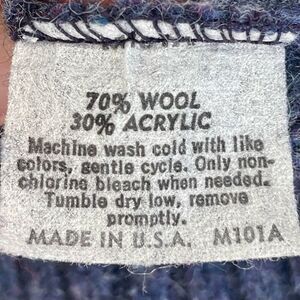 70% WOOL
30% ACRYLIC
Machine wash cold with like
colors, gentle cycle. Only non-
chlorine bleach when needed.
Tumble dry low, remove
promptly.
MADE IN U.S.A. M101A